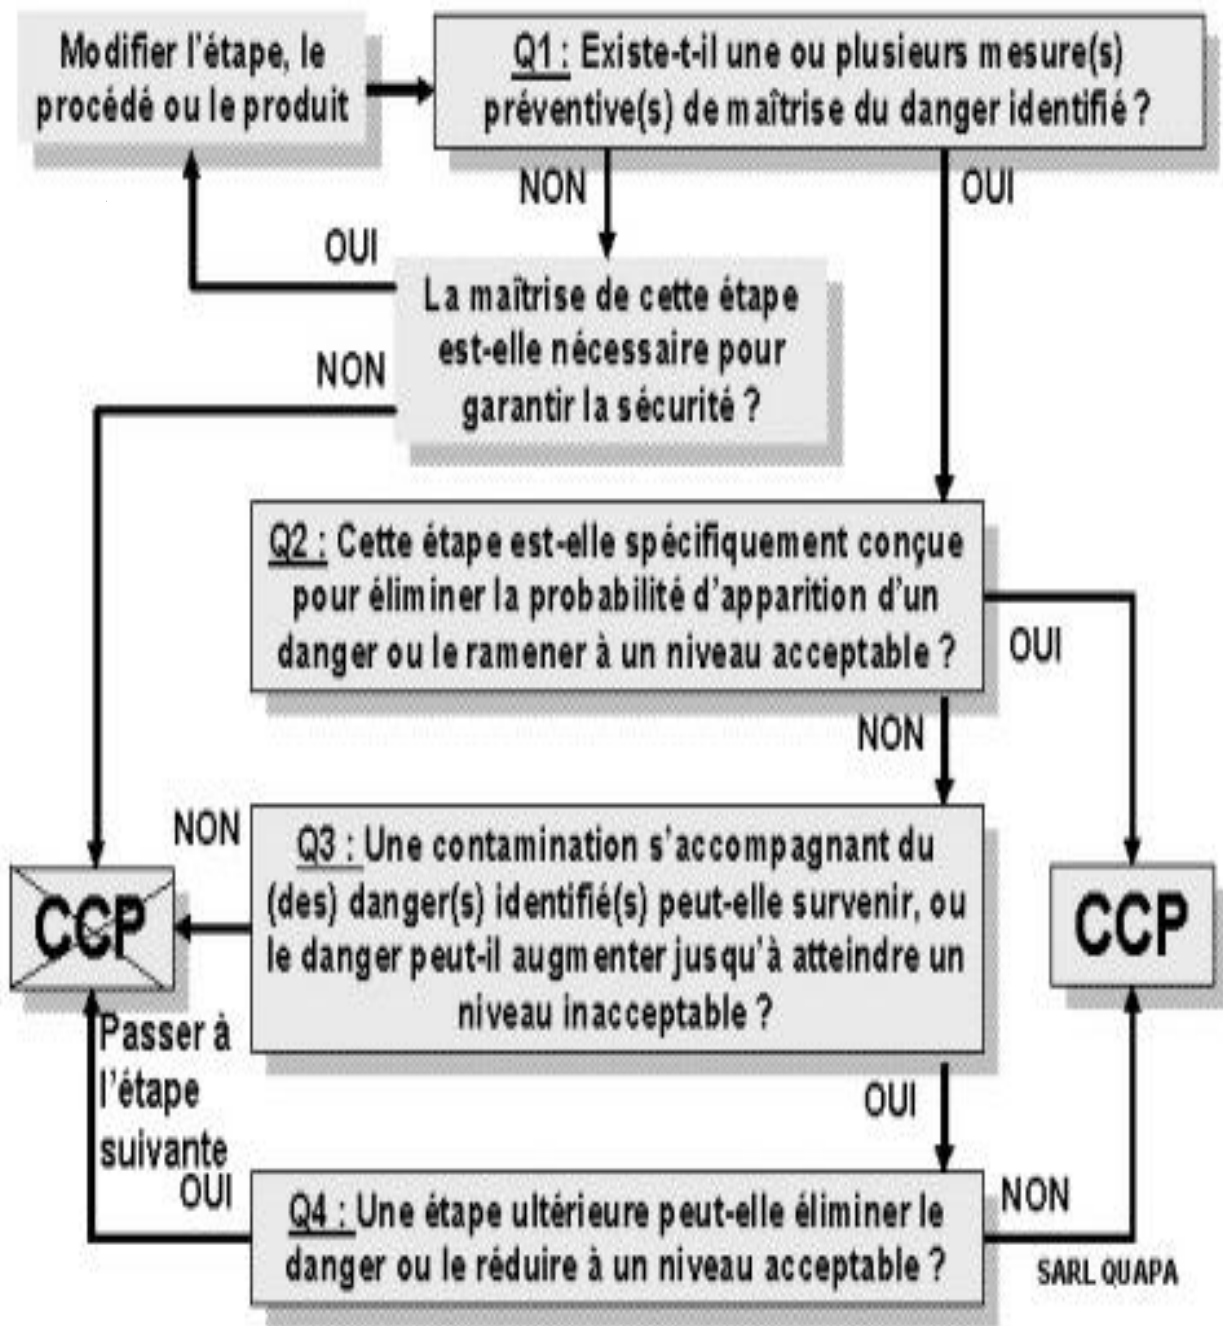 Modifier l'étape, le
procédé ou le produit
Q1 : Existe-t-il une ou plusieurs mesure(s)
préventive(s) de maîtrise du danger identifié ?
NON
OUI
OUI
La maîtrise de cette étape
est-elle nécessaire pour
garantir la sécurité ?
NON
Q2 : Cette étape est-elle spécifiquement conçue
pour éliminer la probabilité d'apparition d'un
danger ou le ramener à un niveau acceptable ?
OUI
NON
NON
Q3 : Une contamination s'accompagnant du
(des) danger(s) identifié(s) peut-elle survenir, ou
le danger peut-il augmenter jusqu'à atteindre un
niveau inacceptable ?
CCP
CCP
Passer à
l'étape
suivante
OUI
OUI
Q4 : Une étape ultérieure peut-elle éliminer le
danger ou le réduire à un niveau acceptable ?
NON
SARL QUAPA